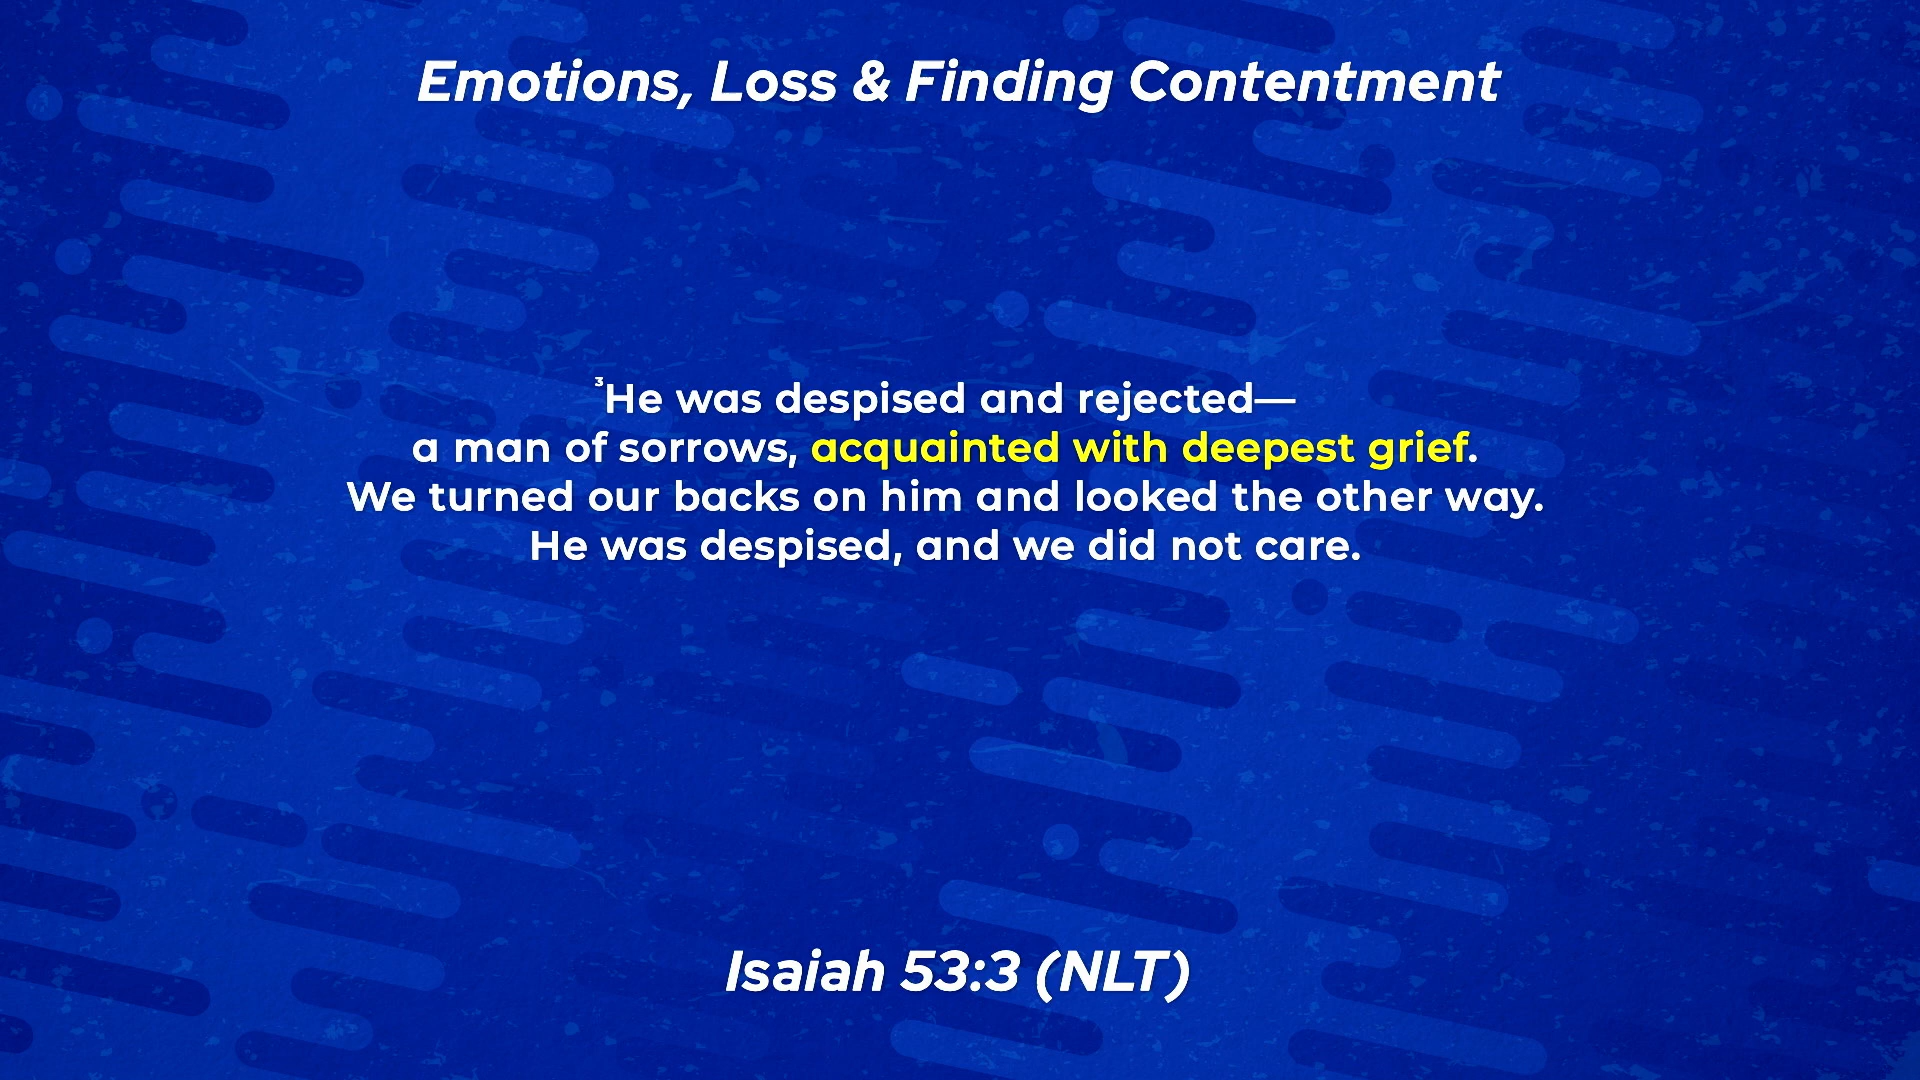 Emotions, Loss & Finding Contentment
³He was despised and rejected—
a man of sorrows, acquainted with deepest grief.
We turned our backs on him and looked the other way.
He was despised, and we did not care.
Isaiah 53:3 (NLT)